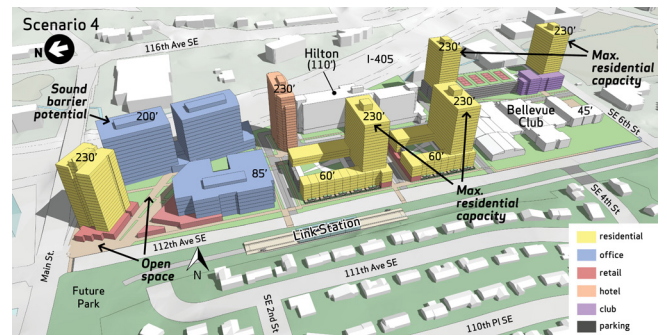 Scenario 4
N
116th Ave SE
Sound
barrier
potential
Hilton
(110')
I-405
230'
230'
Max.
residential
capacity
230'
200'
230'
230'
Bellevue
Club
45'
SE 6th St
230'
85'
60'
60'
Max.
residential
capacity
SE 4th St
Main St.
Open
space
112th Ave SE
N
Link Station
Future
Park
SE 2nd St
111th Ave SE
110th Pl SE
residential
office
retail
hotel
club
parking